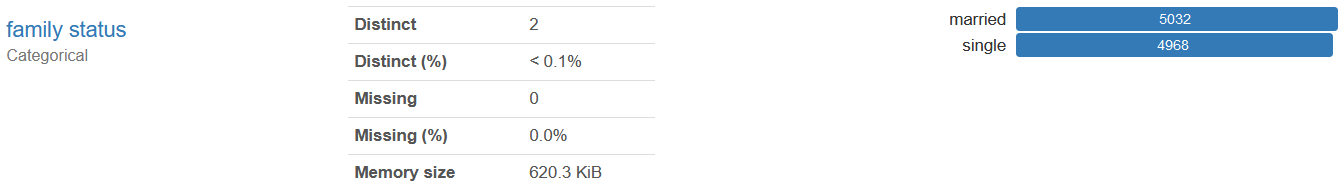 family status
Categorical
Distinct 2
Distinct (%) < 0.1%
Missing 0
Missing (%) 0.0%
Memory size 620.3 KiB
married 5032
single 4968